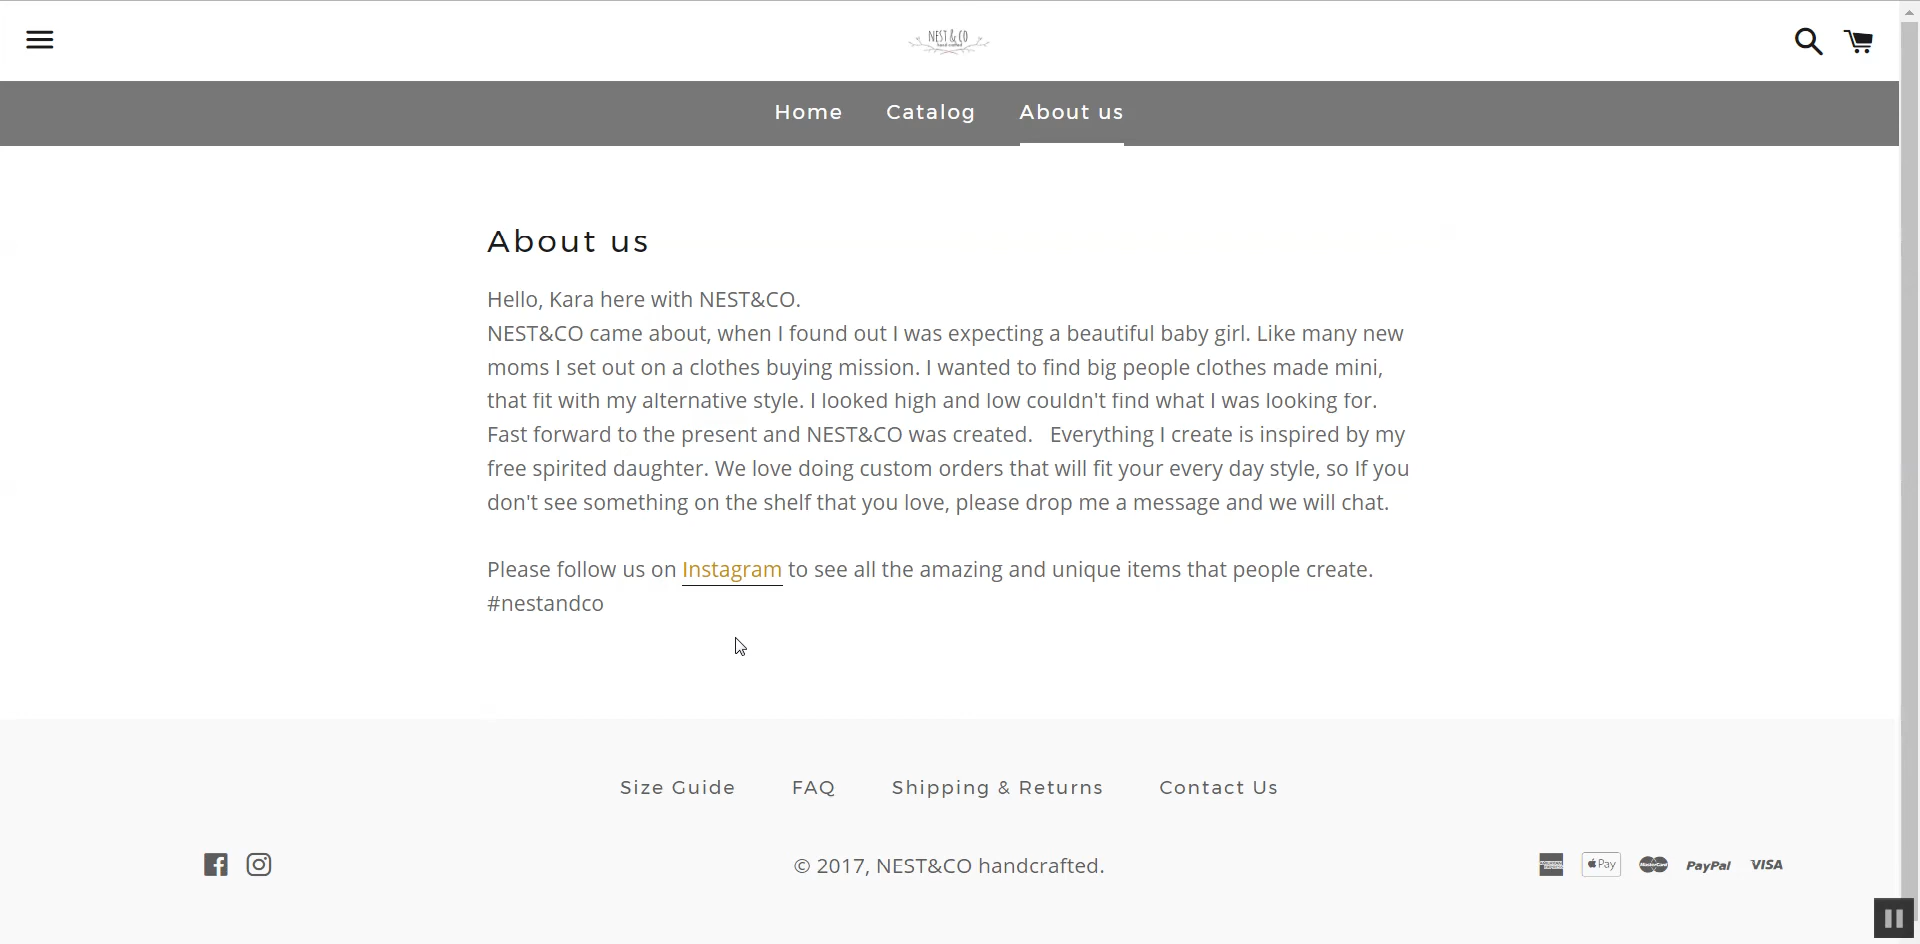 NEST & CO
Home Catalog About us
About us
Hello, Kara here with NEST&CO.
NEST&CO came about, when I found out I was expecting a beautiful baby girl. Like many new
moms I set out on a clothes buying mission. I wanted to find big people clothes made mini,
that fit with my alternative style. I looked high and low couldn't find what I was looking for.
Fast forward to the present and NEST&CO was created.   Everything I create is inspired by my
free spirited daughter. We love doing custom orders that will fit your every day style, so If you
don't see something on the shelf that you love, please drop me a message and we will chat.
Please follow us on Instagram to see all the amazing and unique items that people create.
#nestandco
Size Guide FAQ Shipping & Returns Contact Us
© 2017, NEST&CO handcrafted.
Pay MasterCard PayPal VISA